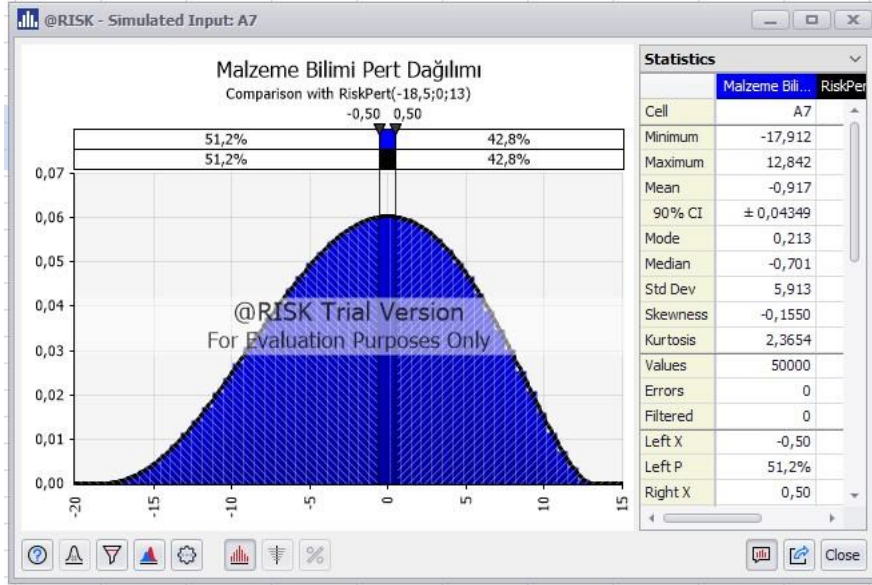 @RISK - Simulated Input: A7
Malzeme Bilimi Pert Dağılımı
Comparison with RiskPert(-18,5;0;13)
-0,50 0,50
51,2% 42,8%
51,2% 42,8%
0,07
0,06
0,05
0,04
0,03
0,02
0,01
0,00
-20 -15 -10 -5 0 5 10 15
@RISK Trial Version
For Evaluation Purposes Only
Statistics
Malzeme Bili... RiskPer
Cell A7
Minimum -17,912
Maximum 12,842
Mean -0,917
90% CI ± 0,04349
Mode 0,213
Median -0,701
Std Dev 5,913
Skewness -0,1550
Kurtosis 2,3654
Values 50000
Errors 0
Filtered 0
Left X -0,50
Left P 51,2%
Right X 0,50
Close